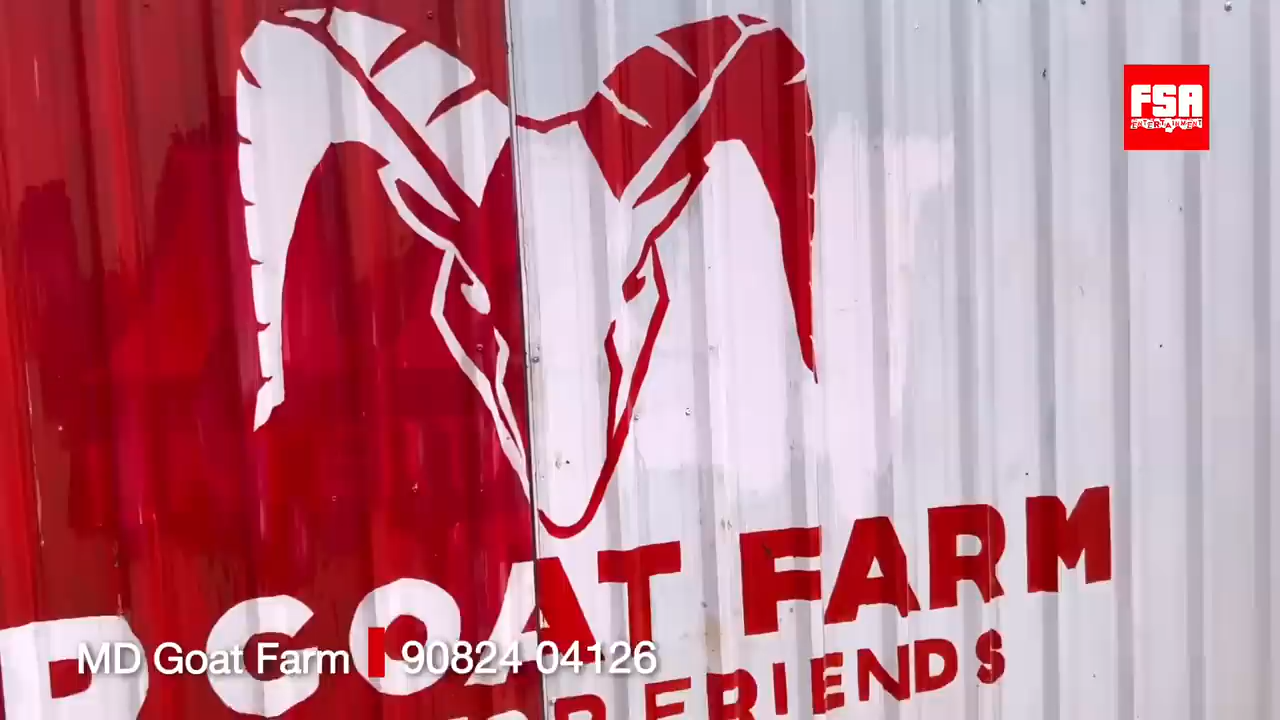 FSA
ENTERTAINMENT
GOAT FARM
FRIENDS
MD Goat Farm 90824 04126